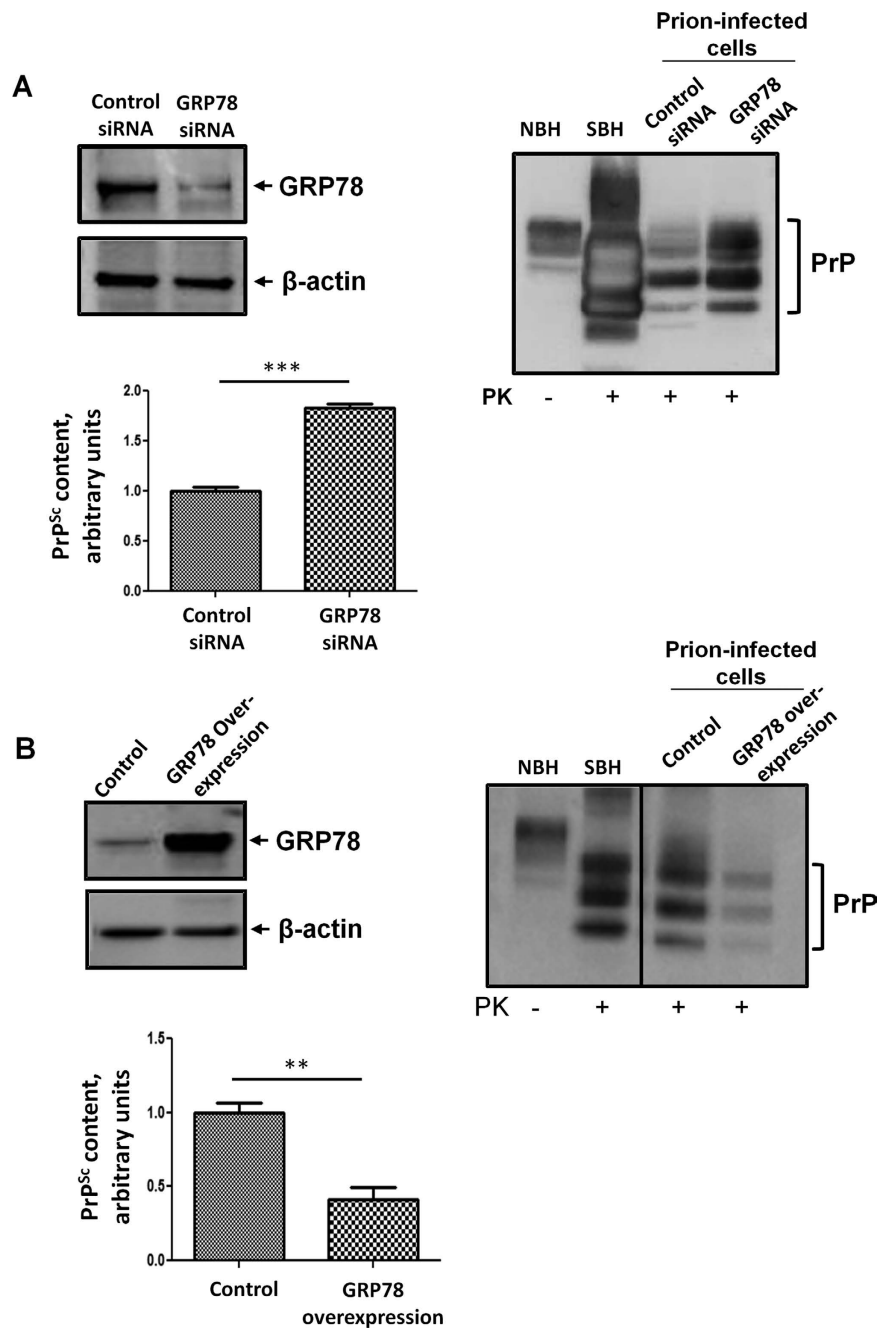 A
Control
siRNA
GRP78
siRNA
GRP78
β-actin
Prion-infected
cells
NBH
SBH
Control
siRNA
GRP78
siRNA
PrP
PK
-
+
+
+
***
PrPSc content,
arbitrary units
2.0
1.5
1.0
0.5
0.0
Control
siRNA
GRP78
siRNA
B
Control
GRP78 Over-
expression
GRP78
β-actin
Prion-infected
cells
NBH
SBH
Control
GRP78 over-
expression
PrP
PK
-
+
+
+
**
PrPSc content,
arbitrary units
1.5
1.0
0.5
0.0
Control
GRP78
overexpression